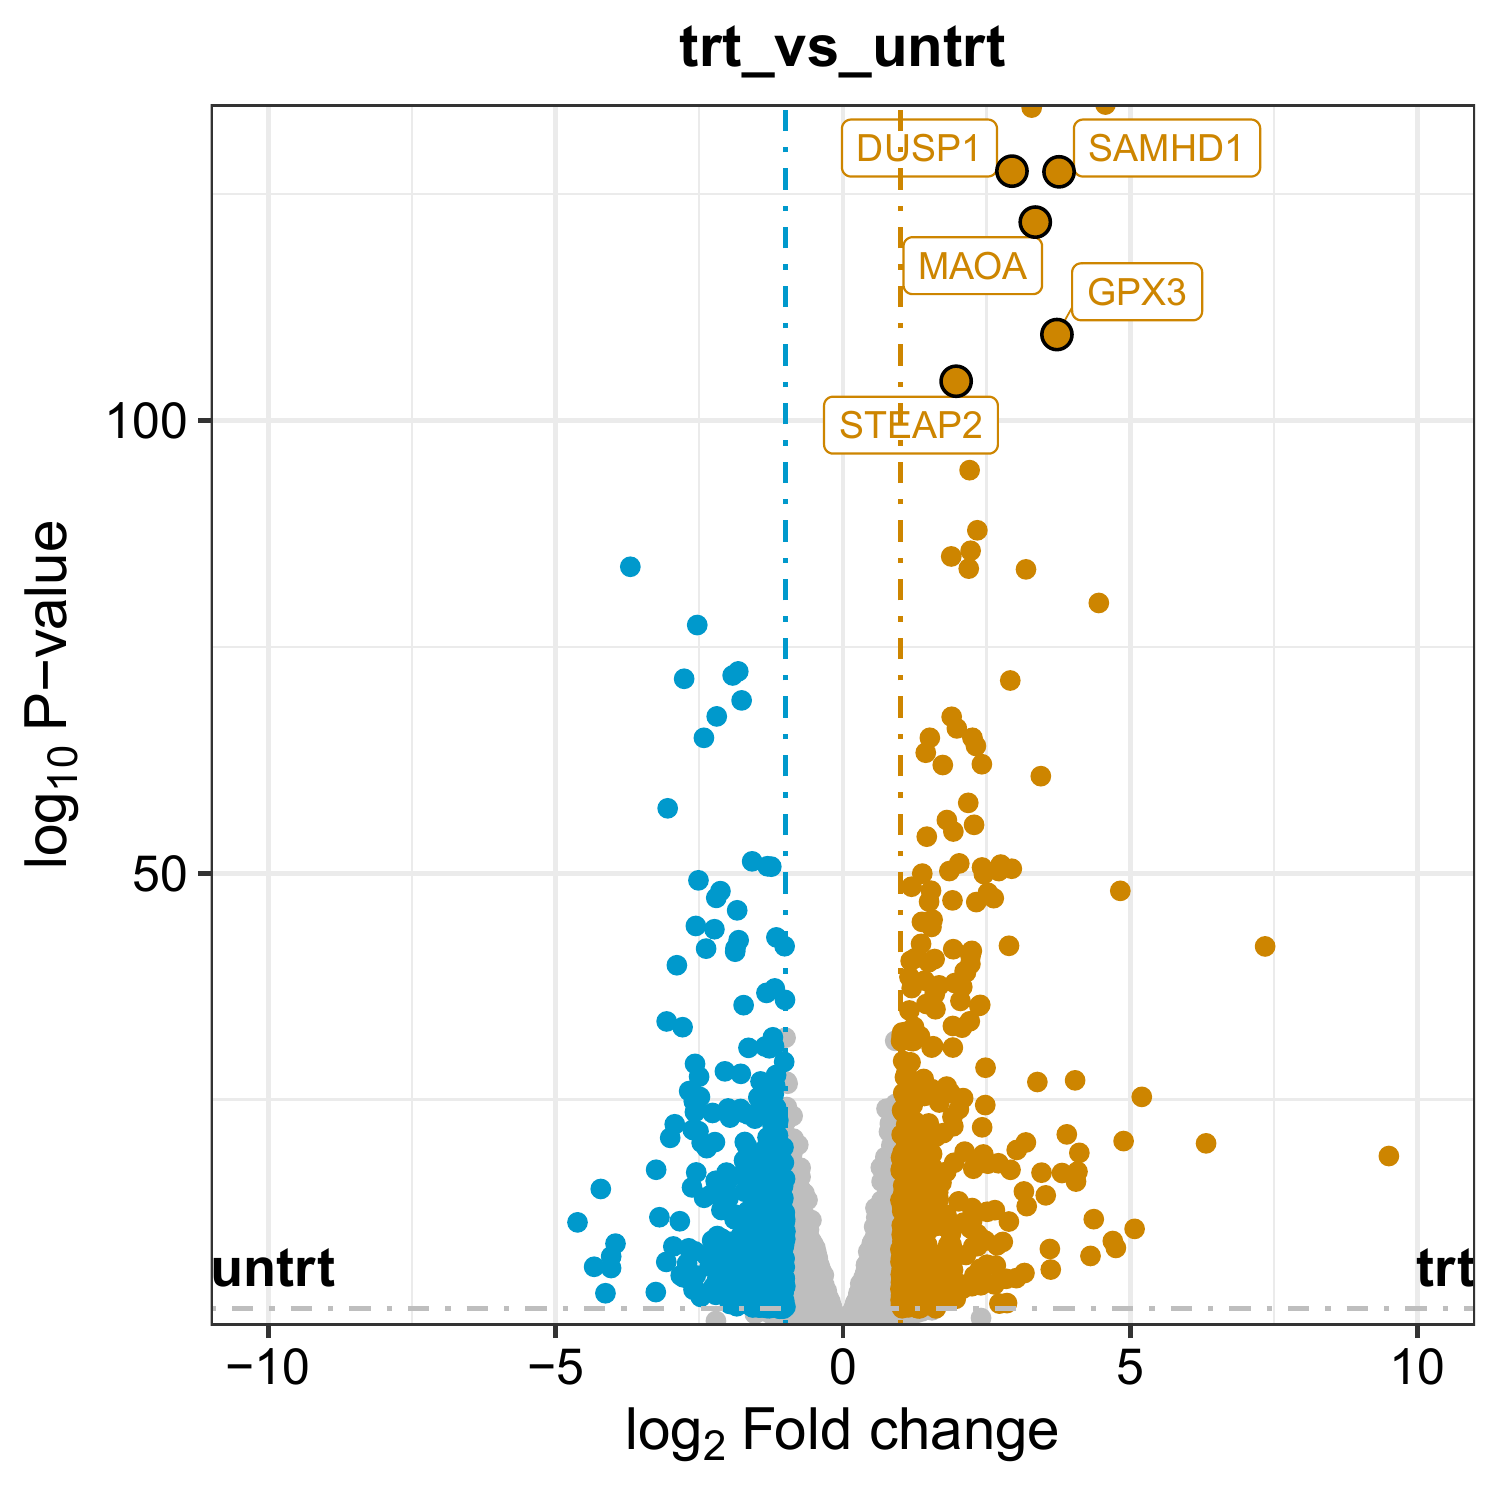 trt_vs_untrt
DUSP1
SAMHD1
MAOA
GPX3
STEAP2
100
50
log10 P−value
untrt
trt
−10
−5
0
5
10
log2 Fold change